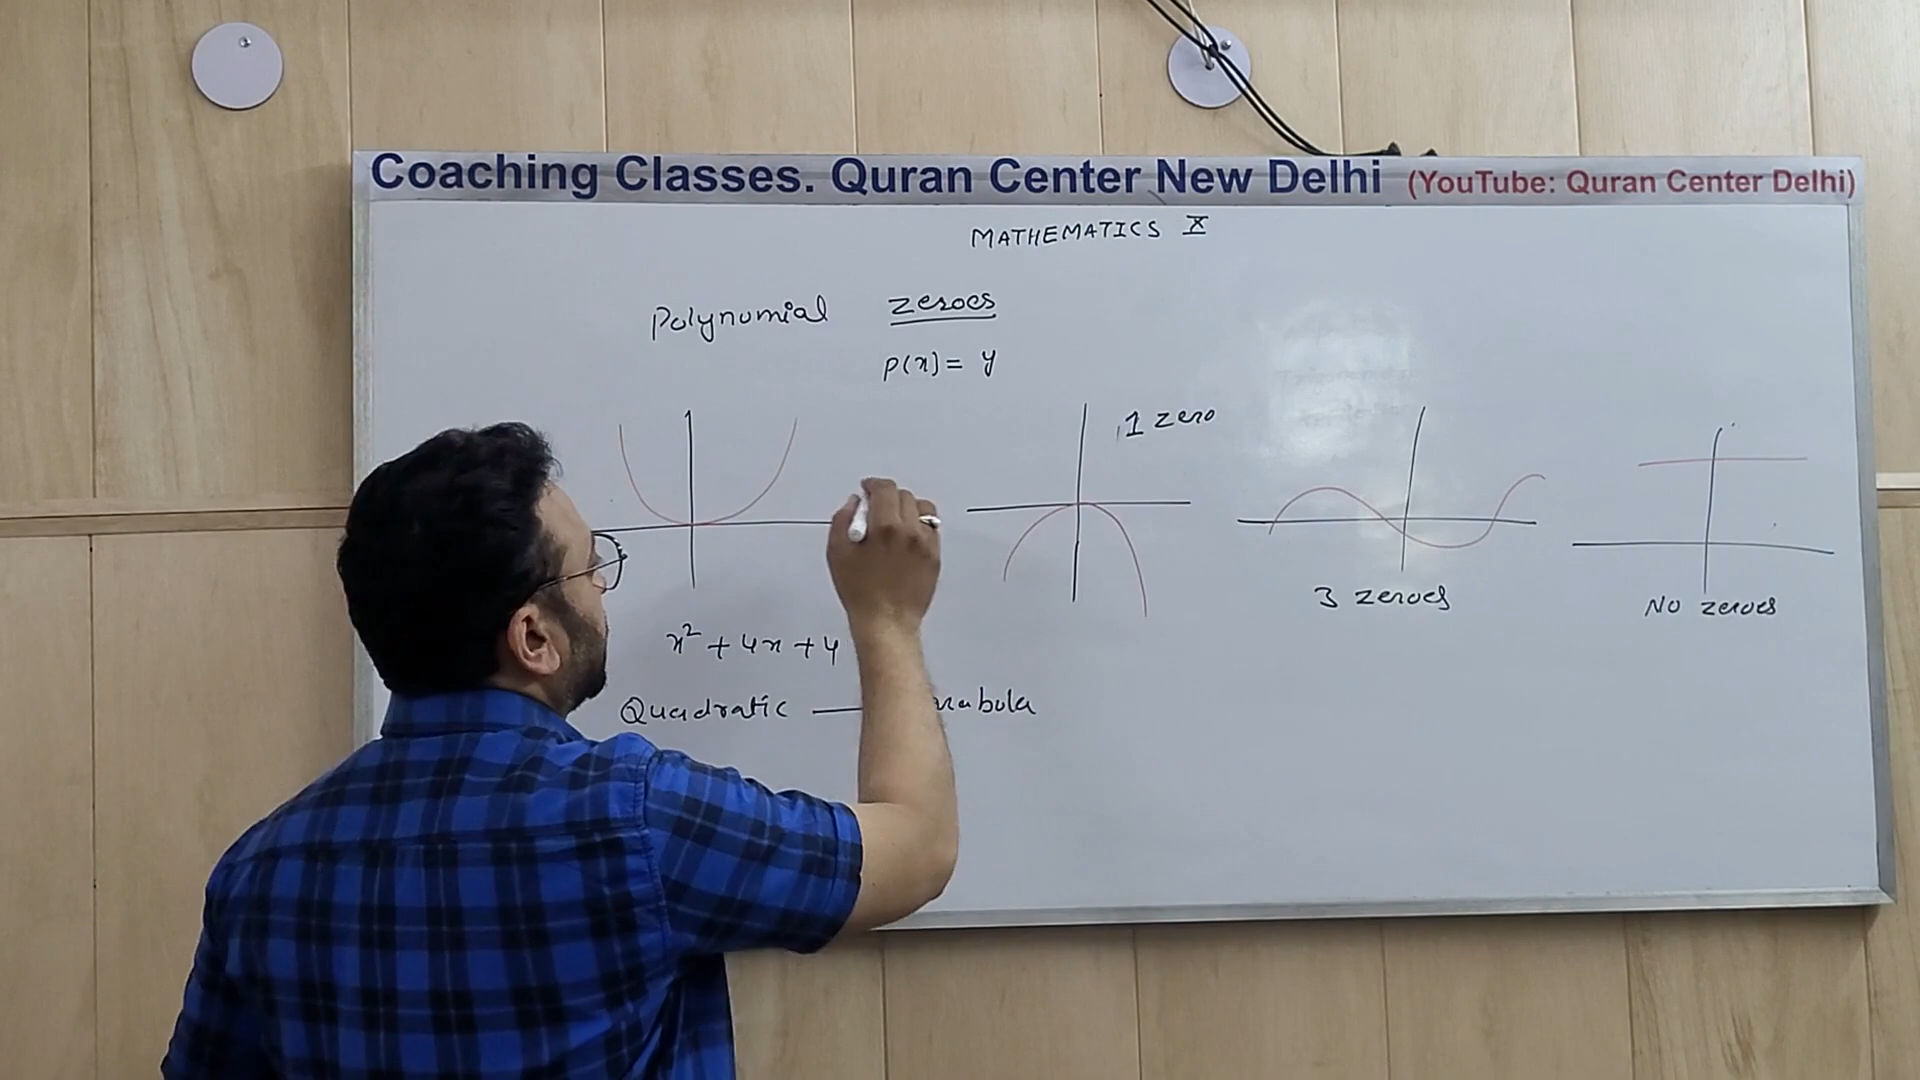 Coaching Classes. Quran Center New Delhi (YouTube: Quran Center Delhi)
MATHEMATICS X
Polynomial zeroes
p(x) = y
1 zero
3 zeroes
No zeroes
x² + 4x + 4
Quadratic —